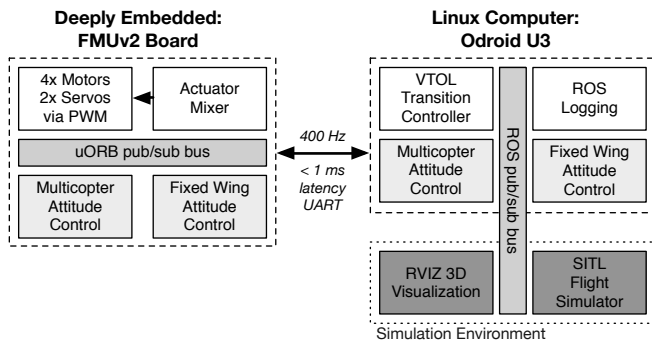 Deeply Embedded:
FMUv2 Board
4x Motors
2x Servos
via PWM
Actuator
Mixer
uORB pub/sub bus
Multicopter
Attitude
Control
Fixed Wing
Attitude
Control
400 Hz
< 1 ms
latency
UART
Linux Computer:
Odroid U3
VTOL
Transition
Controller
ROS
Logging
Multicopter
Attitude
Control
Fixed Wing
Attitude
Control
ROS pub/sub bus
RVIZ 3D
Visualization
SITL
Flight
Simulator
Simulation Environment